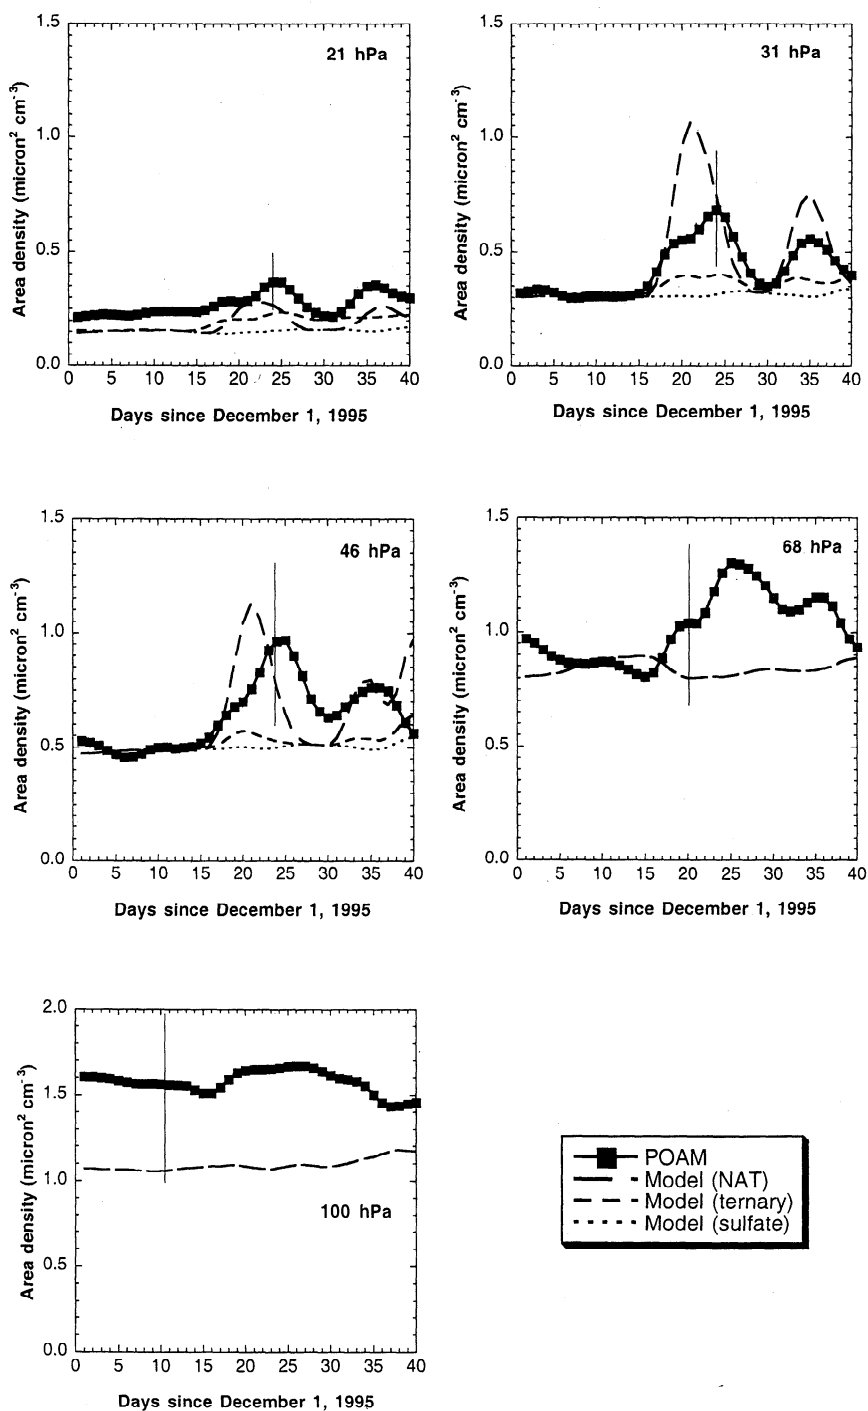 21 hPa
Area density (micron² cm⁻³)
1.5
1.0
0.5
0.0
0 5 10 15 20 25 30 35 40
Days since December 1, 1995
31 hPa
Area density (micron² cm⁻³)
1.5
1.0
0.5
0.0
0 5 10 15 20 25 30 35 40
Days since December 1, 1995
46 hPa
Area density (micron² cm⁻³)
1.5
1.0
0.5
0.0
0 5 10 15 20 25 30 35 40
Days since December 1, 1995
68 hPa
Area density (micron² cm⁻³)
1.5
1.0
0.5
0.0
0 5 10 15 20 25 30 35 40
Days since December 1, 1995
100 hPa
Area density (micron² cm⁻³)
2.0
1.5
1.0
0.5
0.0
0 5 10 15 20 25 30 35 40
Days since December 1, 1995
POAM
Model (NAT)
Model (ternary)
Model (sulfate)